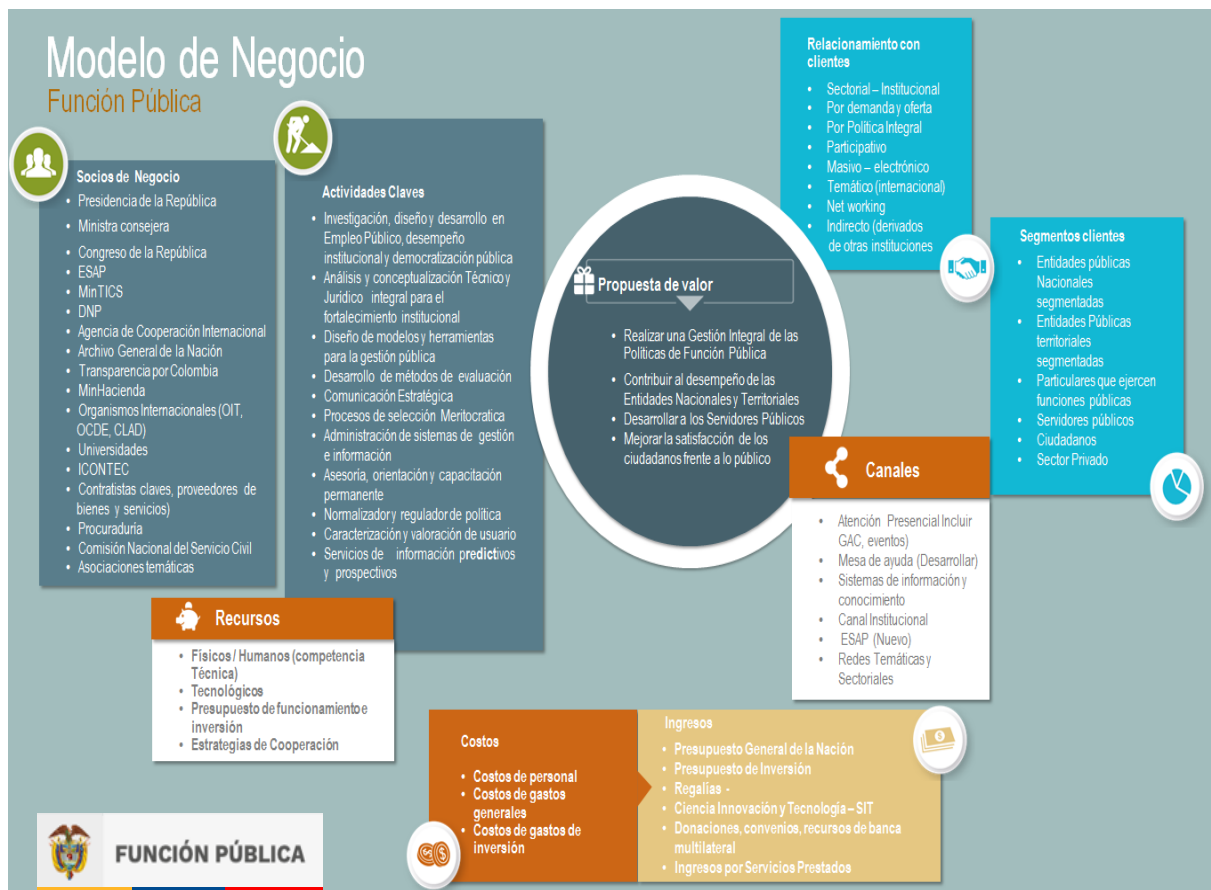 Modelo de Negocio
Función Pública
Socios de Negocio
• Presidencia de la República
• Ministra consejera
• Congreso de la República
• ESAP
• MinTICS
• DNP
• Agencia de Cooperación Internacional
• Archivo General de la Nación
• Transparencia por Colombia
• MinHacienda
• Organismos Internacionales (OIT,
OCDE, CLAD)
• Universidades
• ICONTEC
• Contratistas claves, proveedores de
bienes y servicios)
• Procuraduría
• Comisión Nacional del Servicio Civil
• Asociaciones temáticas
Actividades Claves
• Investigación, diseño y desarrollo en
Empleo Público, desempeño
institucional y democratización pública
• Análisis y conceptualización Técnico y
Jurídico integral para el
fortalecimiento institucional
• Diseño de modelos y herramientas
para la gestión pública
• Desarrollo de métodos de evaluación
• Comunicación Estratégica
• Procesos de selección Meritocratica
• Administración de sistemas de gestión
e información
• Asesoría, orientación y capacitación
permanente
• Normalizador y regulador de política
• Caracterización y valoración de usuario
• Servicios de información predictivos
y prospectivos
Recursos
• Físicos / Humanos (competencia
Técnica)
• Tecnológicos
• Presupuesto de funcionamiento e
inversión
• Estrategias de Cooperación
Propuesta de valor
• Realizar una Gestión Integral de las
Políticas de Función Pública
• Contribuir al desempeño de las
Entidades Nacionales y Territoriales
• Desarrollar a los Servidores Públicos
• Mejorar la satisfacción de los
ciudadanos frente a lo público
Relacionamiento con
clientes
• Sectorial – Institucional
• Por demanda y oferta
• Por Política Integral
• Participativo
• Masivo – electrónico
• Temático (internacional)
• Net working
• Indirecto (derivados
de otras instituciones
Segmentos clientes
• Entidades públicas
Nacionales
segmentadas
• Entidades Públicas
territoriales
segmentadas
• Particulares que ejercen
funciones públicas
• Servidores públicos
• Ciudadanos
• Sector Privado
Canales
• Atención Presencial Incluir
GAC, eventos)
• Mesa de ayuda (Desarrollar)
• Sistemas de información y
conocimiento
• Canal Institucional
• ESAP (Nuevo)
• Redes Temáticas y
Sectoriales
Costos
• Costos de personal
• Costos de gastos
generales
• Costos de gastos de
inversión
Ingresos
• Presupuesto General de la Nación
• Presupuesto de Inversión
• Regalías -
• Ciencia Innovación y Tecnología – SIT
• Donaciones, convenios, recursos de banca
multilateral
• Ingresos por Servicios Prestados
FUNCIÓN PÚBLICA